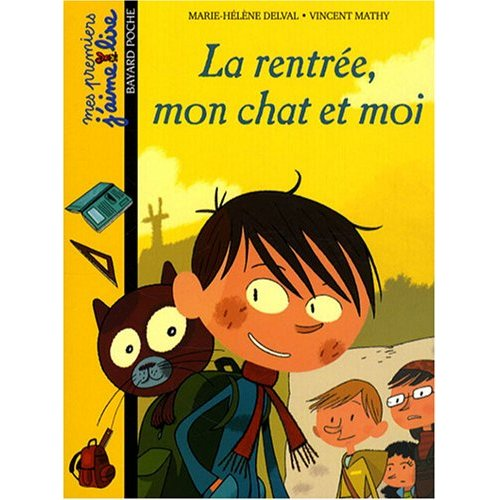 MARIE-HÉLÈNE DELVAL · VINCENT MATHY
La rentrée,
mon chat et moi
mes premiers
j'aime lire
BAYARD POCHE